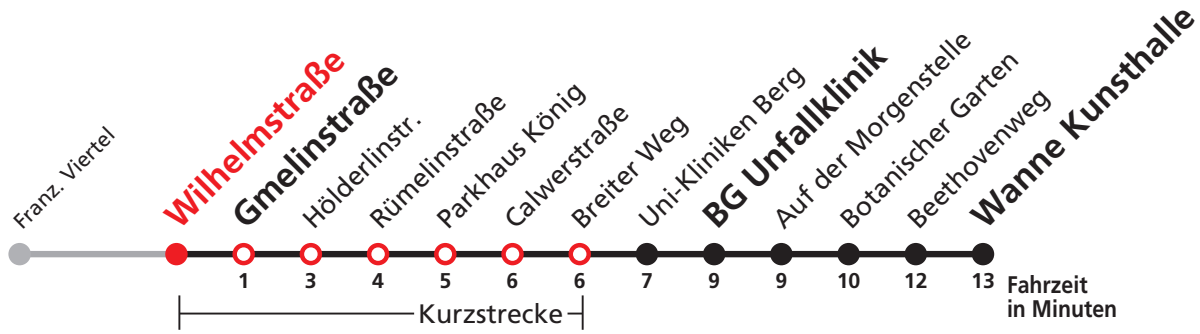 Franz. Viertel
Wilhelmstraße
Gmelinstraße
Hölderlinstr.
Rümelinstraße
Parkhaus König
Calwerstraße
Breiter Weg
Uni-Kliniken Berg
BG Unfallklinik
Auf der Morgenstelle
Botanischer Garten
Beethovenweg
Wanne Kunsthalle
1 3 4 5 6 6 7 9 9 10 12 13 Fahrzeit
in Minuten
Kurzstrecke